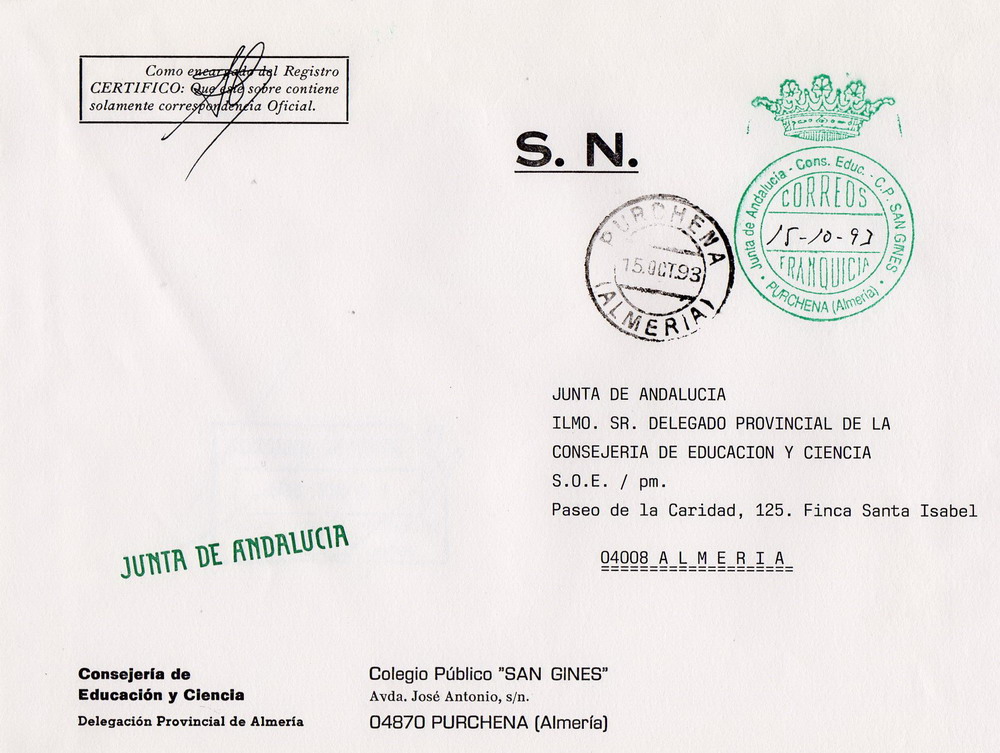 Como encargado del Registro
CERTIFICO: Que este sobre contiene
solamente correspondencia Oficial.
S. N.
Junta de Andalucía - Cons. Educ. - C.P. SAN GINES
CORREOS
15-10-93
FRANQUICIA
PURCHENA (Almería)
PURCHENA
15.OCT.93
(ALMERIA)
JUNTA DE ANDALUCIA
ILMO. SR. DELEGADO PROVINCIAL DE LA
CONSEJERIA DE EDUCACION Y CIENCIA
S.O.E. / pm.
Paseo de la Caridad, 125. Finca Santa Isabel
04008 A L M E R I A
JUNTA DE ANDALUCIA
Consejería de
Educación y Ciencia
Delegación Provincial de Almería
Colegio Público "SAN GINES"
Avda. José Antonio, s/n.
04870 PURCHENA (Almería)